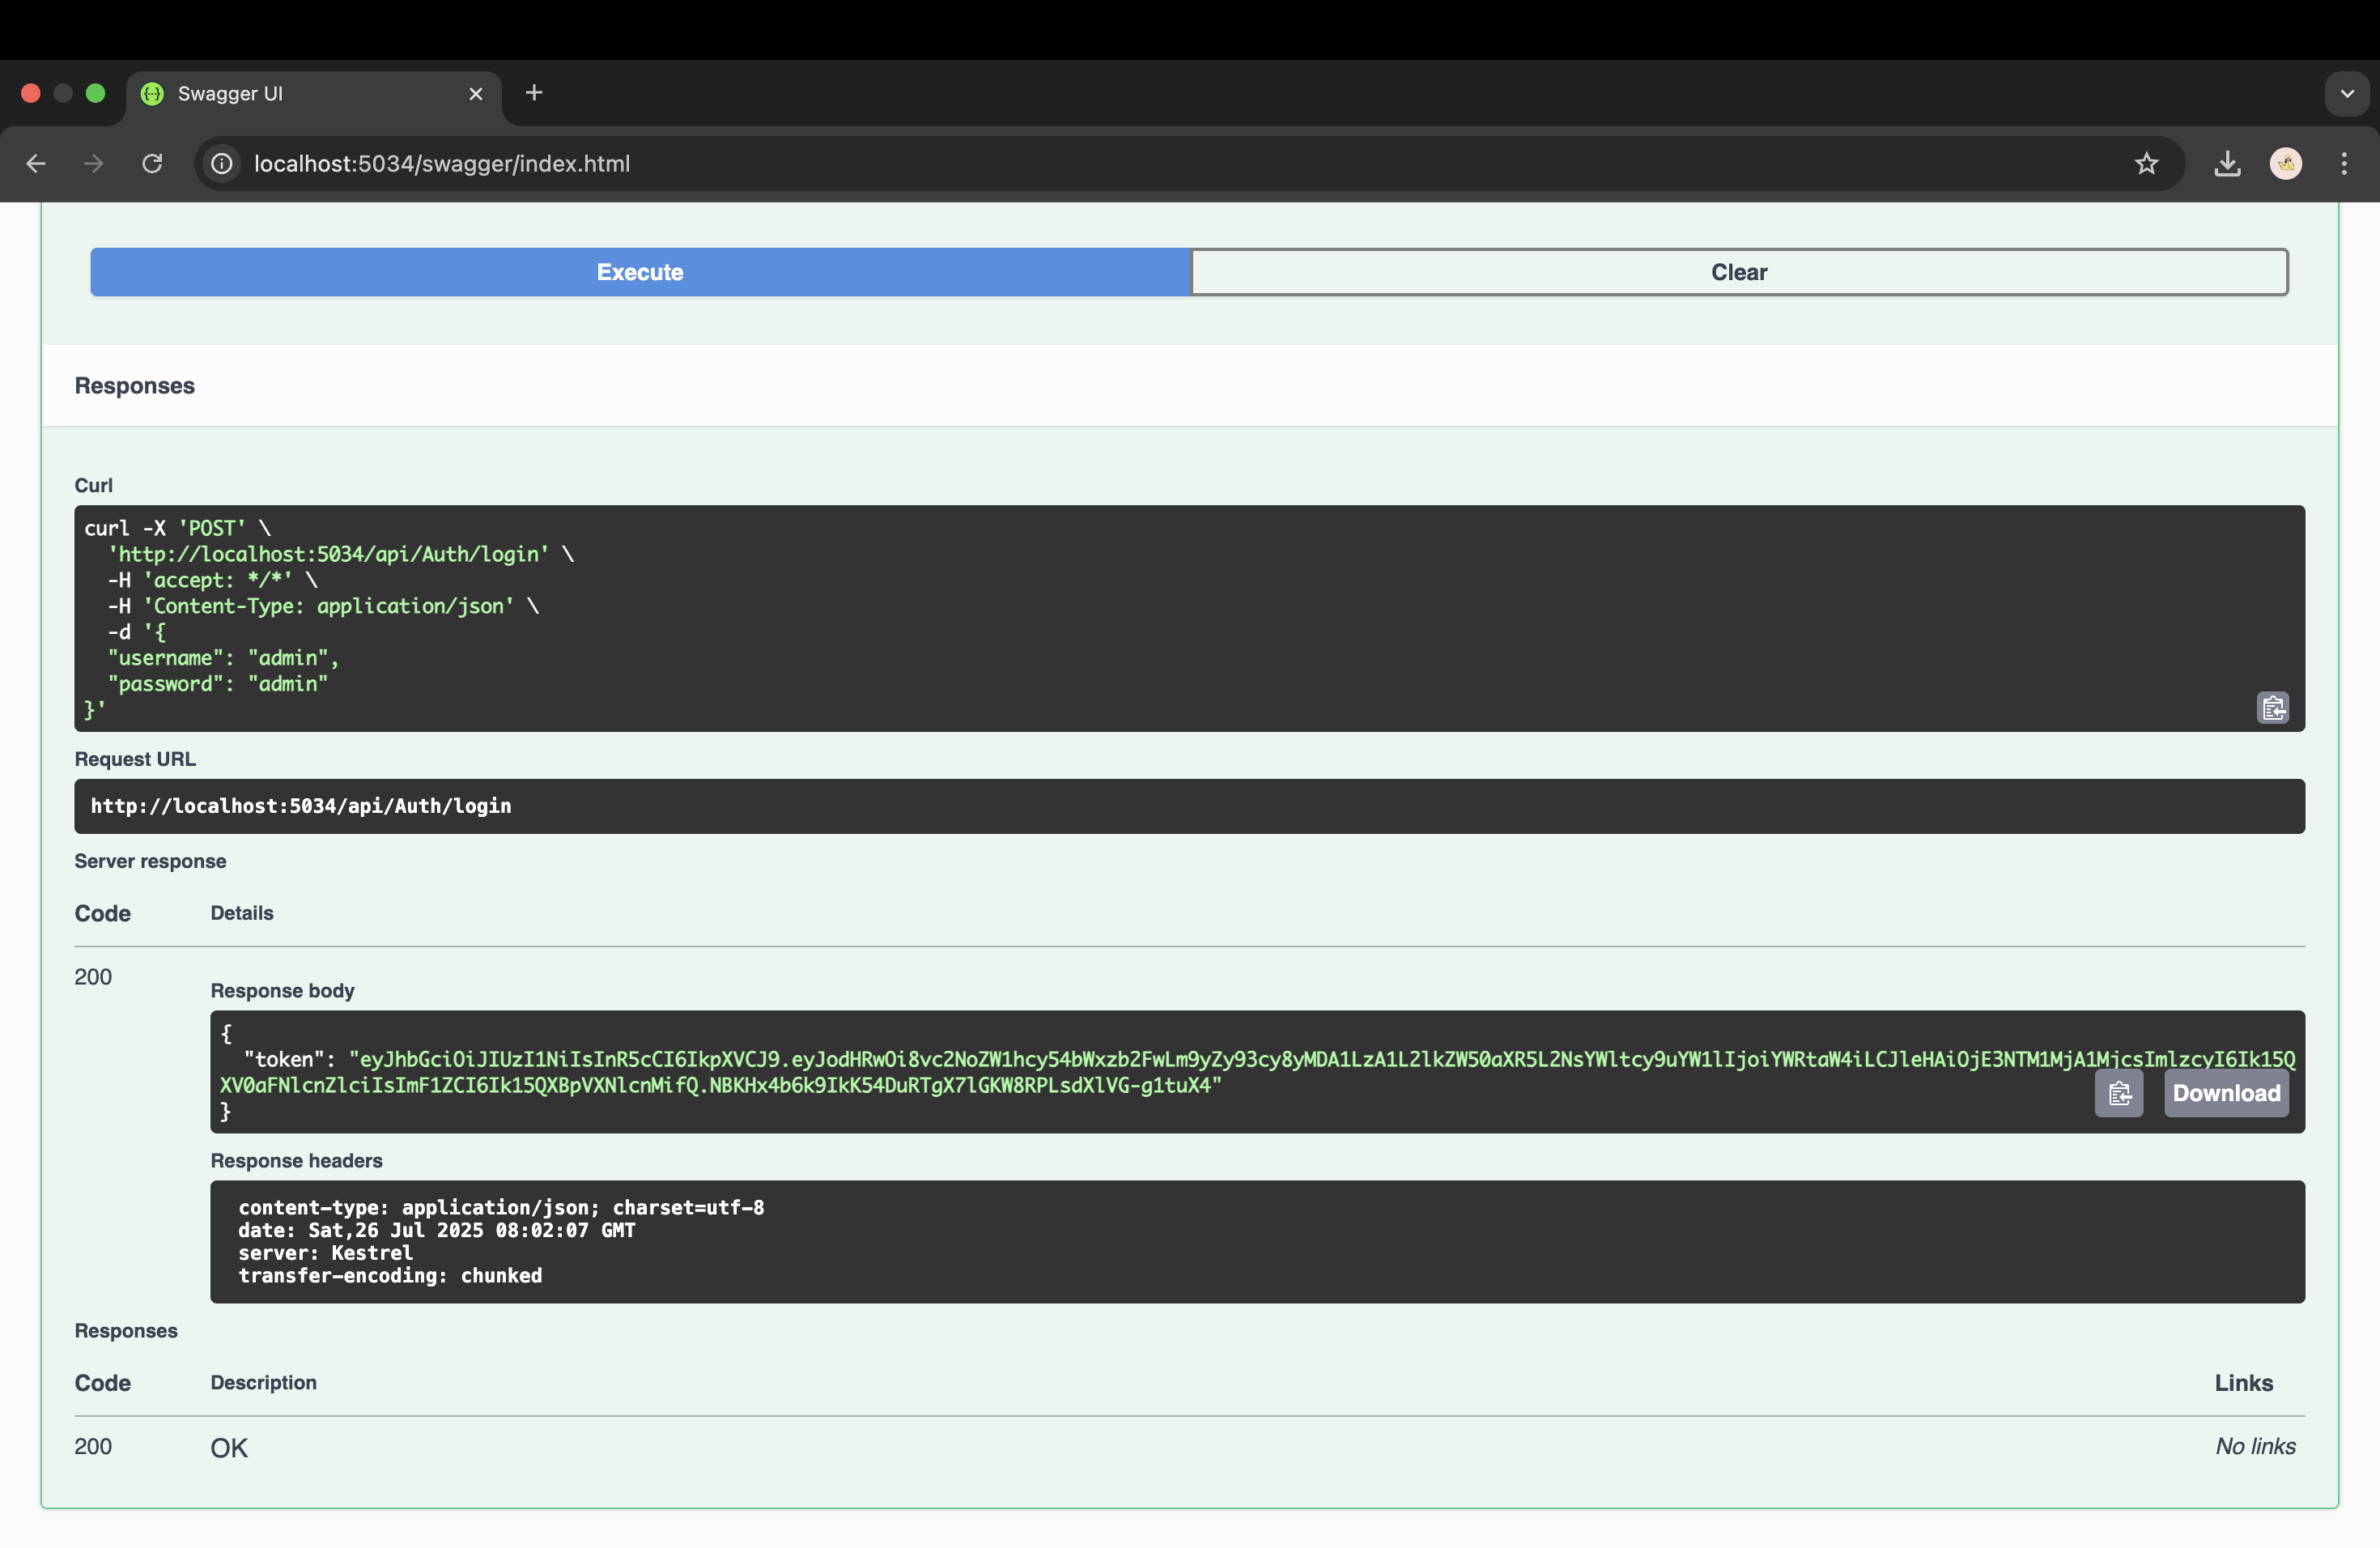 Swagger UI
localhost:5034/swagger/index.html
Execute
Clear
Responses
Curl
curl -X 'POST' \
'http://localhost:5034/api/Auth/login' \
-H 'accept: */*' \
-H 'Content-Type: application/json' \
-d '{
"username": "admin",
"password": "admin"
}'
Request URL
http://localhost:5034/api/Auth/login
Server response
Code Details
200
Response body
{
"token": "eyJhbGciOiJIUzI1NiIsInR5cCI6IkpXVCJ9.eyJodHRwOi8vc2NoZW1hcy54bWxzb2FwLm9yZy93cy8yMDA1LzA1L2lkZW50aXR5L2NsYWltcy9uYW1lIjoiYWRtaW4iLCJleHAiOjE3NTM1MjA1MjcsImlzcyI6Ik15Q
XV0aFNlcnZlciIsImF1ZCI6Ik15QXBpVXNlcnMifQ.NBKHx4b6k9IkK54DuRTgX7lGKW8RPLsdXlVG-g1tuX4"
}
Download
Response headers
content-type: application/json; charset=utf-8
date: Sat,26 Jul 2025 08:02:07 GMT
server: Kestrel
transfer-encoding: chunked
Responses
Code Description Links
200 OK No links